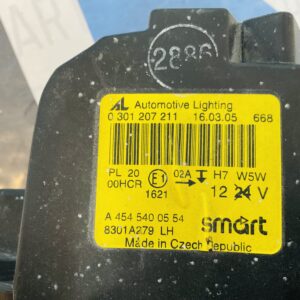 2886
AL Automotive Lighting
0 301 207 211 16.03.05 668
PL 20 02A H7 W5W
00HCR E1
1621 12 24 V
A 454 540 05 54 smart
8301A279 LH
Made in Czech Republic